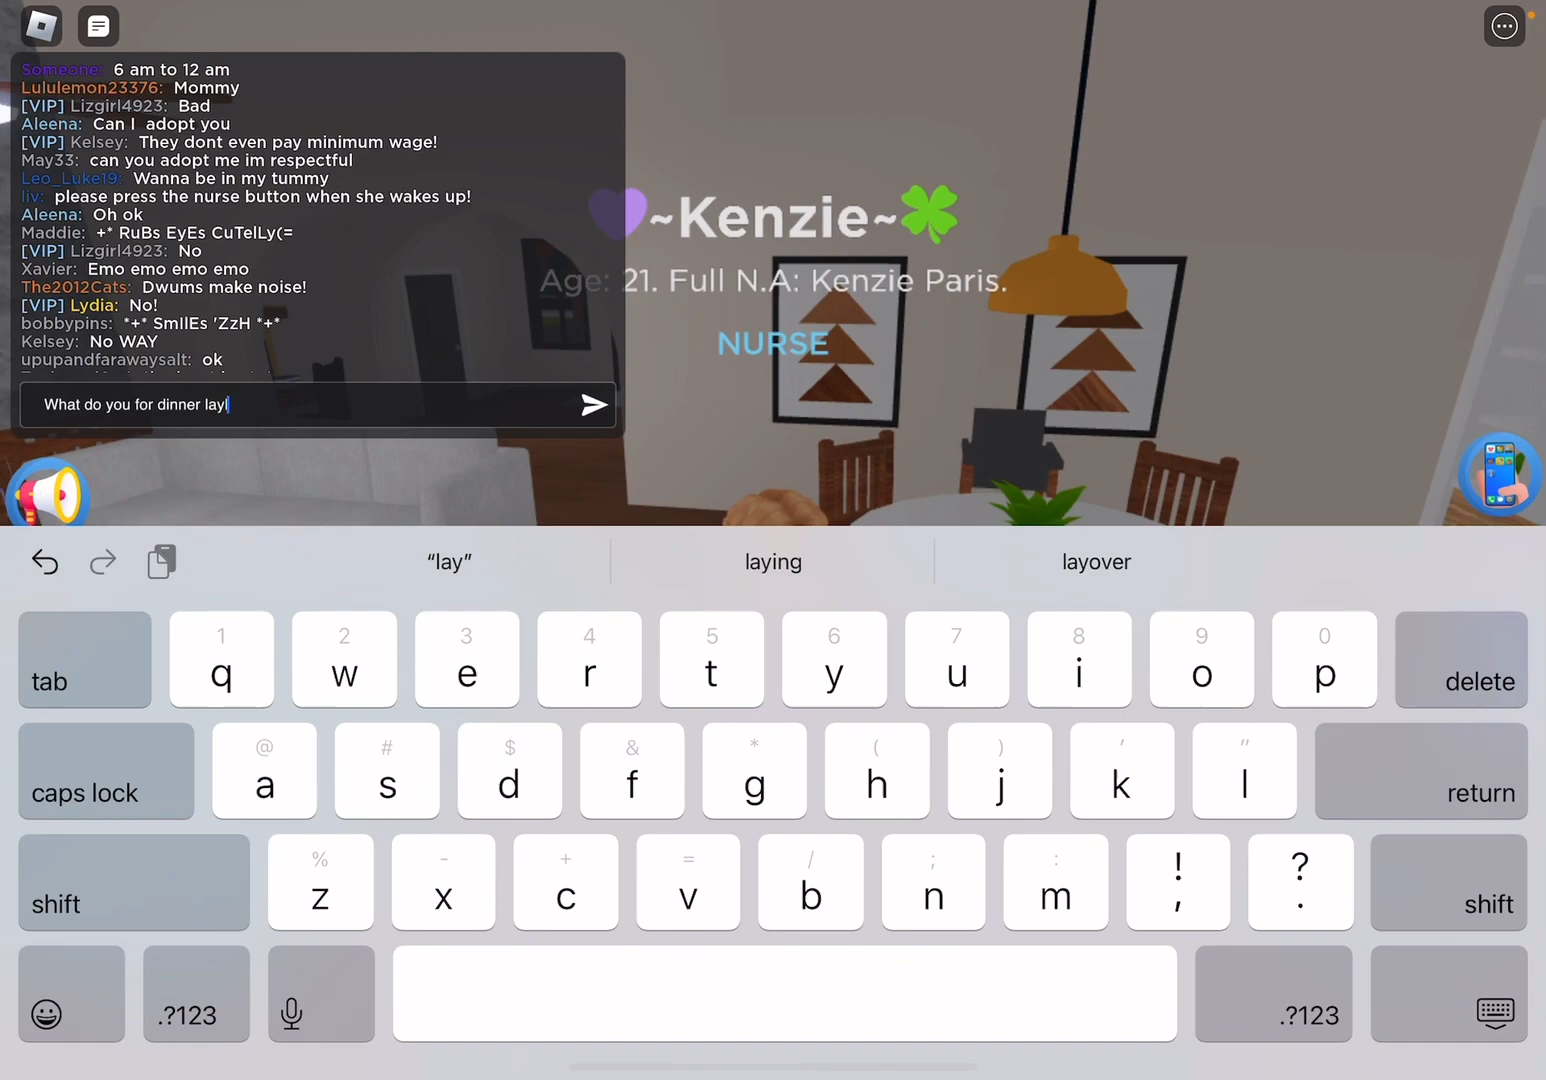 Someone: 6 am to 12 am
Lululemon23376: Mommy
[VIP] Lizgirl4923: Bad
Aleena: Can I adopt you
[VIP] Kelsey: They dont even pay minimum wage!
May33: can you adopt me im respectful
Leo_Luke19: Wanna be in my tummy
liv: please press the nurse button when she wakes up!
Aleena: Oh ok
Maddie: +* RuBs EyEs CuTelLy(=
[VIP] Lizgirl4923: No
Xavier: Emo emo emo emo
The2012Cats: Dwums make noise!
[VIP] Lydia: No!
bobbypins: *+* SmIlEs 'ZzH *+*
Kelsey: No WAY
upupandfarawaysalt: ok
What do you for dinner layl
~Kenzie~
Age: 21. Full N.A: Kenzie Paris.
NURSE
“lay” laying layover
1 2 3 4 5 6 7 8 9 0
tab q w e r t y u i o p delete
@ # $ & * ( ) ' "
caps lock a s d f g h j k l return
% - + = / ; : ! ?
shift z x c v b n m , . shift
.?123 .?123